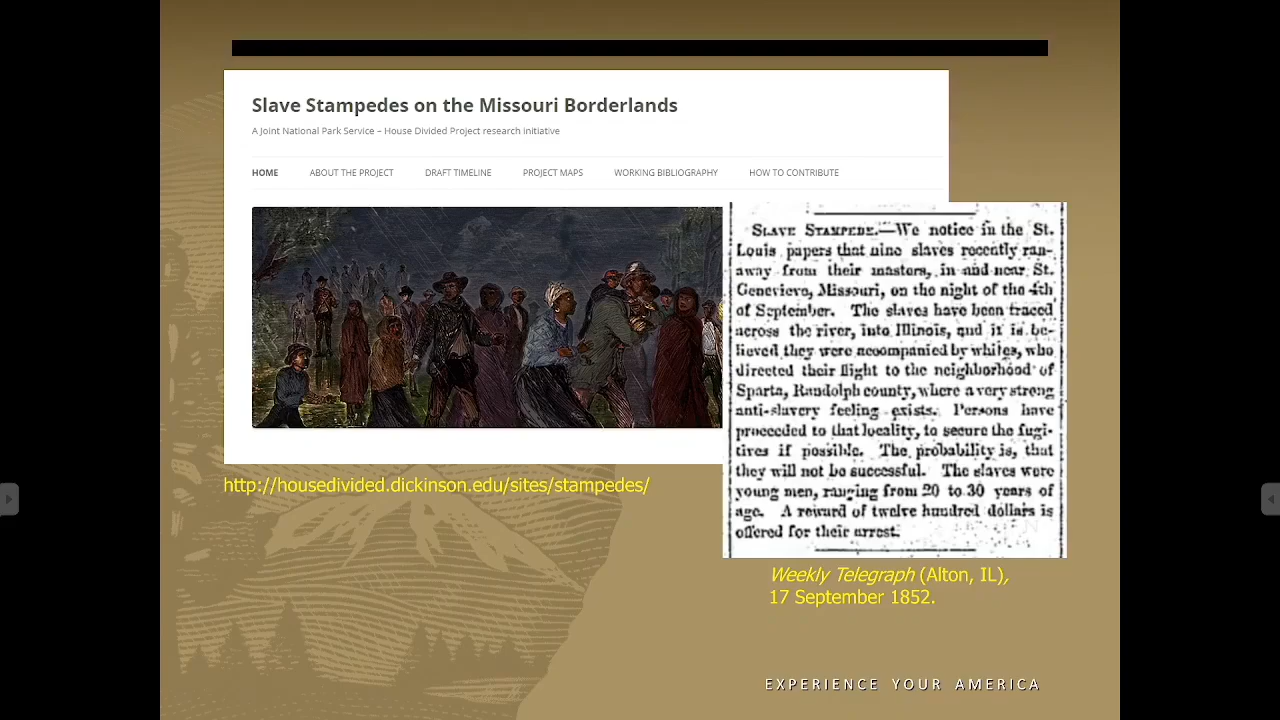 Slave Stampedes on the Missouri Borderlands
A Joint National Park Service – House Divided Project research initiative
HOME ABOUT THE PROJECT DRAFT TIMELINE PROJECT MAPS WORKING BIBLIOGRAPHY HOW TO CONTRIBUTE
SLAVE STAMPEDE.—We notice in the St.
Louis papers that nine slaves recently ran-
away from their masters, in and near St.
Genevieve, Missouri, on the night of the 4th
of September. The slaves have been traced
across the river, into Illinois, and it is be-
lieved they were accompanied by whites, who
directed their flight to the neighborhood of
Sparta, Randolph county, where a very strong
anti-slavery feeling exists. Persons have
proceeded to that locality, to secure the fugi-
tives if possible. The probability is, that
they will not be successful. The slaves were
young men, ranging from 20 to 30 years of
age. A reward of twelve hundred dollars is
offered for their arrest.
http://housedivided.dickinson.edu/sites/stampedes/
Weekly Telegraph (Alton, IL),
17 September 1852.
EXPERIENCE YOUR AMERICA